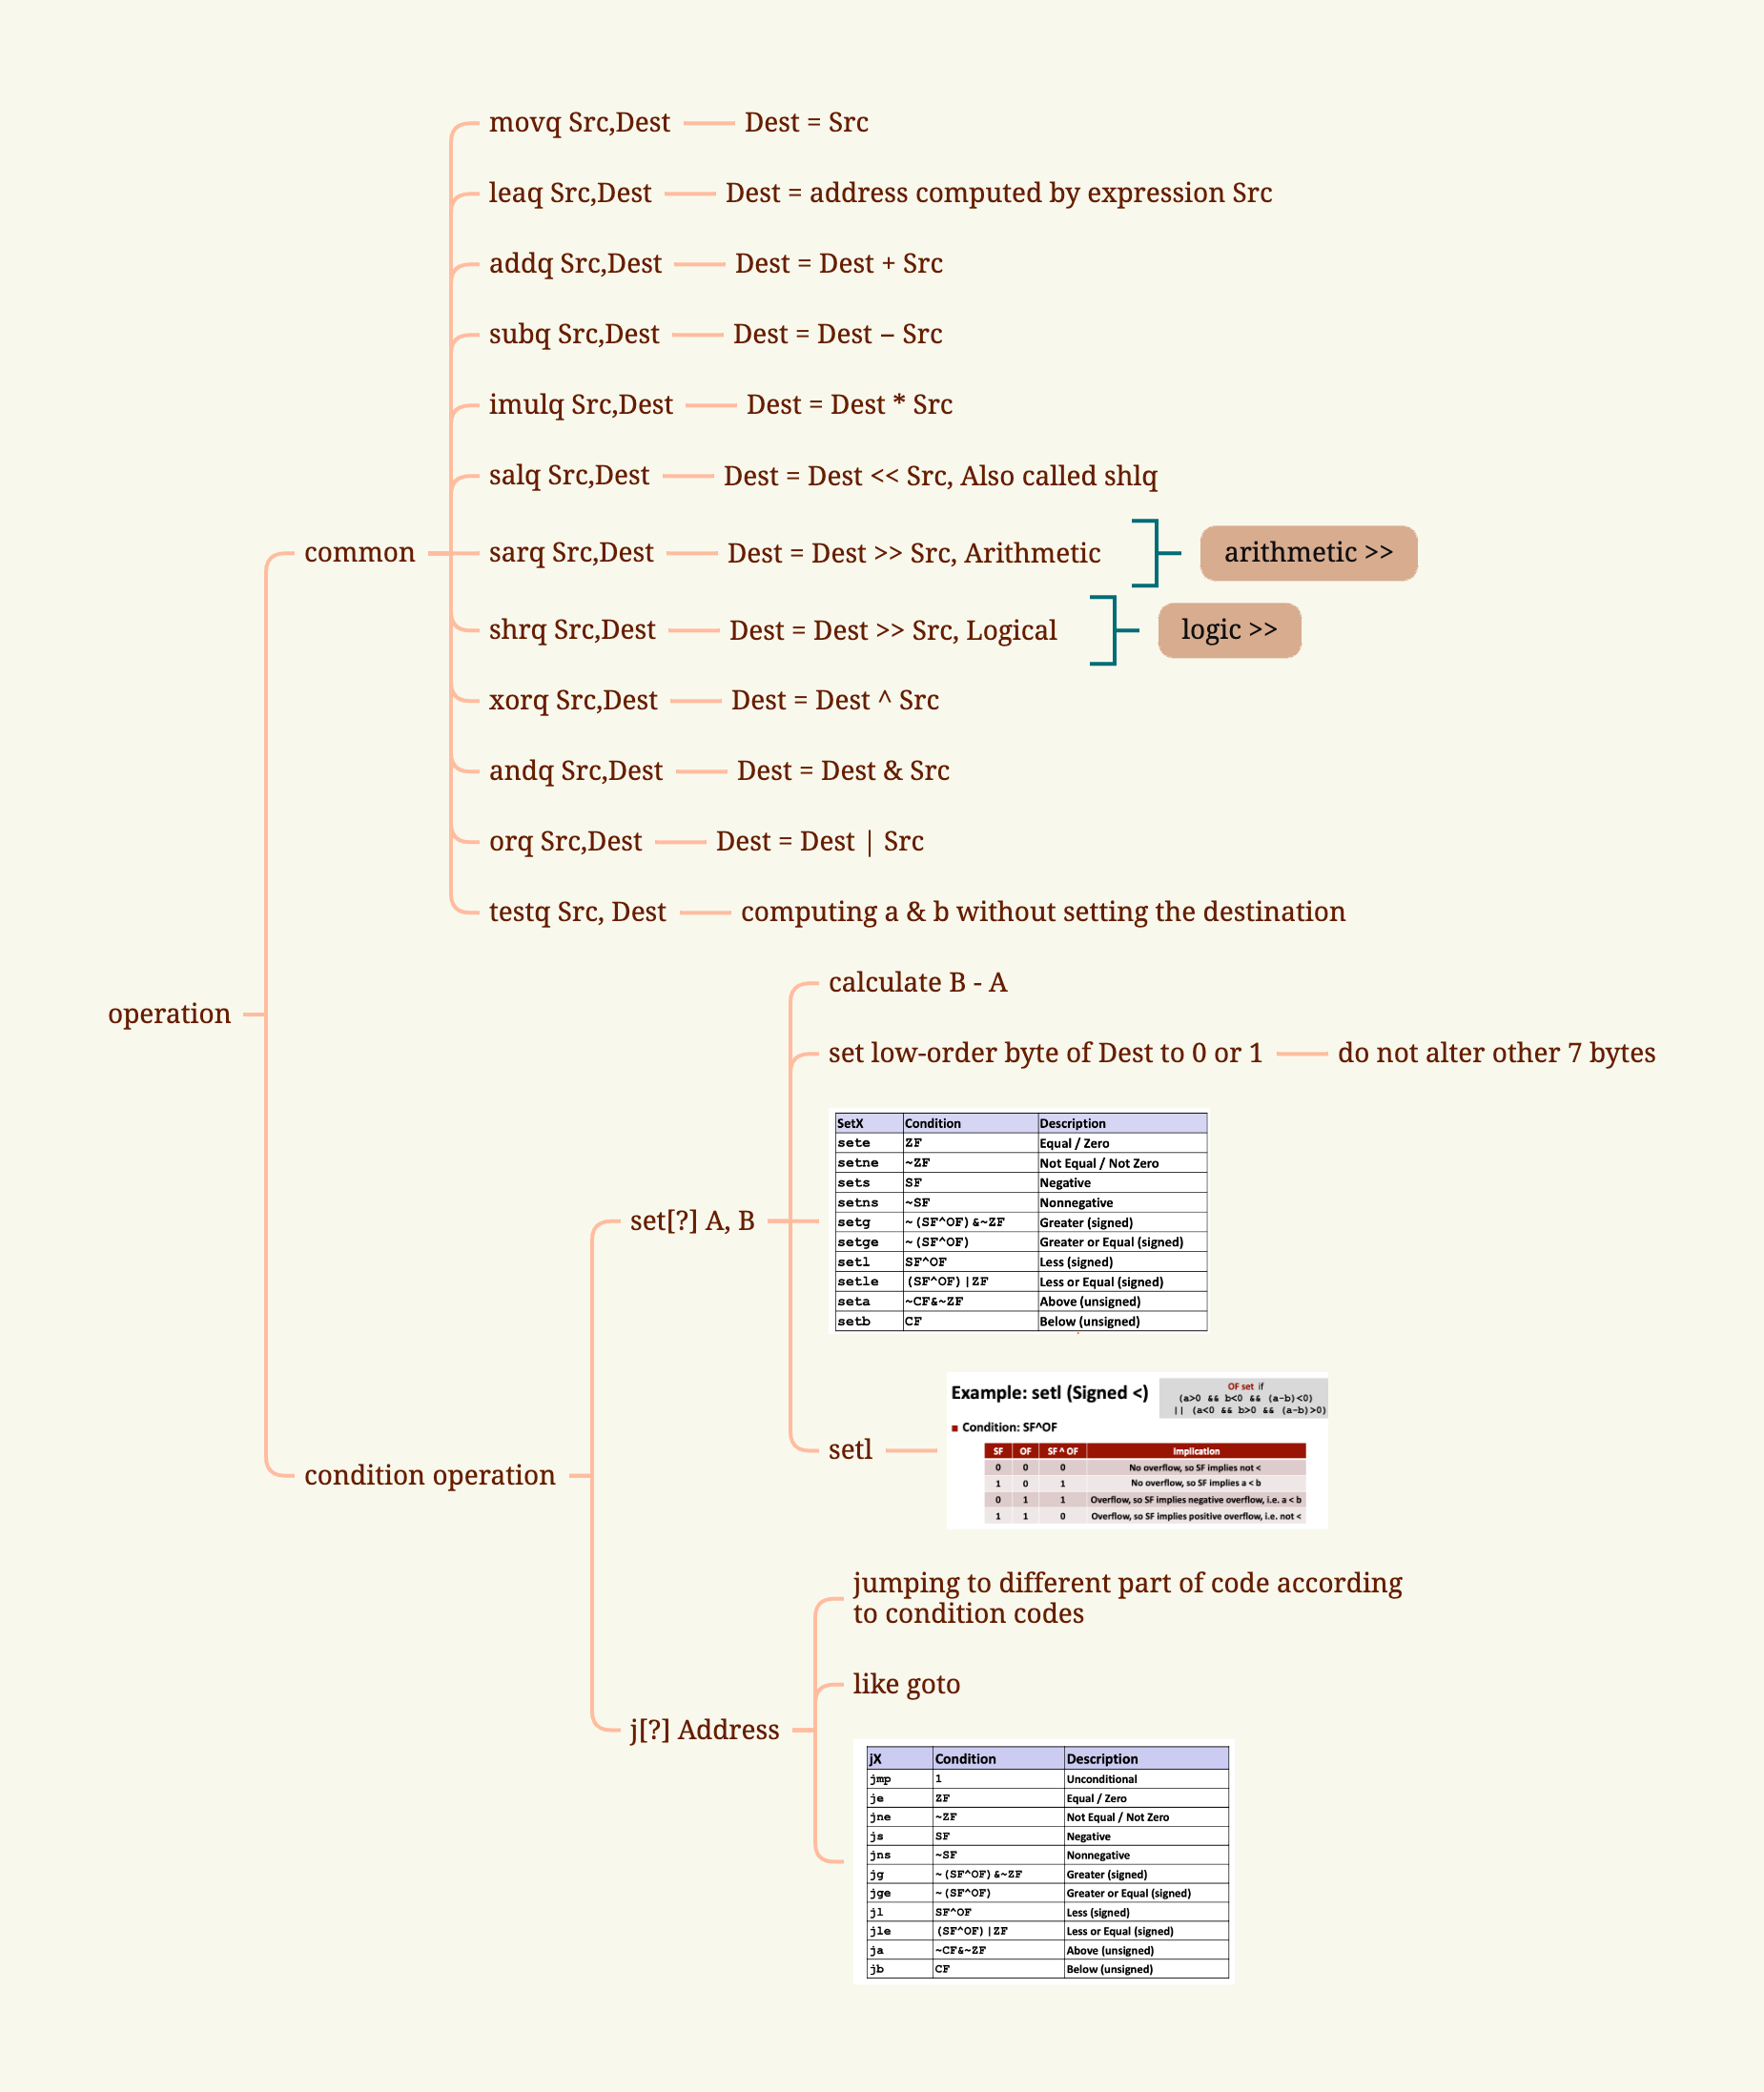 movq Src,Dest Dest = Src
leaq Src,Dest Dest = address computed by expression Src
addq Src,Dest Dest = Dest + Src
subq Src,Dest Dest = Dest – Src
imulq Src,Dest Dest = Dest * Src
salq Src,Dest Dest = Dest << Src, Also called shlq
common sarq Src,Dest Dest = Dest >> Src, Arithmetic arithmetic >>
shrq Src,Dest Dest = Dest >> Src, Logical logic >>
xorq Src,Dest Dest = Dest ^ Src
andq Src,Dest Dest = Dest & Src
orq Src,Dest Dest = Dest | Src
testq Src, Dest computing a & b without setting the destination
operation
calculate B - A
set low-order byte of Dest to 0 or 1 do not alter other 7 bytes
set[?] A, B
SetX Condition Description
sete ZF Equal / Zero
setne ~ZF Not Equal / Not Zero
sets SF Negative
setns ~SF Nonnegative
setg ~(SF^OF)&~ZF Greater (signed)
setge ~(SF^OF) Greater or Equal (signed)
setl SF^OF Less (signed)
setle (SF^OF)|ZF Less or Equal (signed)
seta ~CF&~ZF Above (unsigned)
setb CF Below (unsigned)
setl
Example: setl (Signed <)
OF set if
(a>0 && b<0 && (a-b)<0)
|| (a<0 && b>0 && (a-b)>0)
■ Condition: SF^OF
SF OF SF ^ OF Implication
0 0 0 No overflow, so SF implies not <
1 0 1 No overflow, so SF implies a < b
0 1 1 Overflow, so SF implies negative overflow, i.e. a < b
1 1 0 Overflow, so SF implies positive overflow, i.e. not <
condition operation
jumping to different part of code according
to condition codes
like goto
j[?] Address
jX Condition Description
jmp 1 Unconditional
je ZF Equal / Zero
jne ~ZF Not Equal / Not Zero
js SF Negative
jns ~SF Nonnegative
jg ~(SF^OF)&~ZF Greater (signed)
jge ~(SF^OF) Greater or Equal (signed)
jl SF^OF Less (signed)
jle (SF^OF)|ZF Less or Equal (signed)
ja ~CF&~ZF Above (unsigned)
jb CF Below (unsigned)